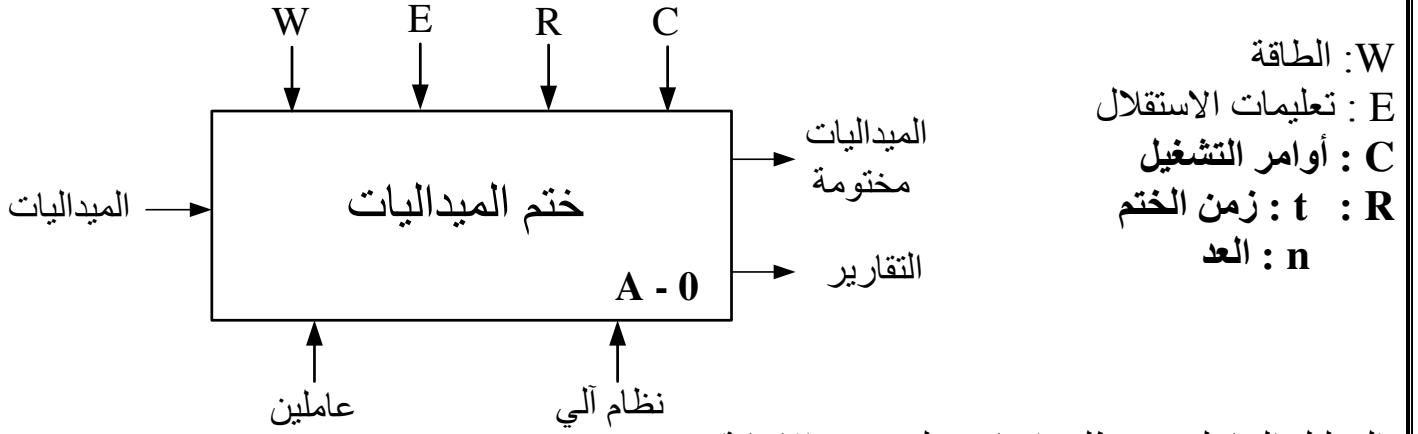 W E R C
W: الطاقة
E : تعليمات الاستقلال
C : أوامر التشغيل
R : t : زمن الختم
n : العد
الميداليات
ختم الميداليات
A - 0
الميداليات
مختومة
التقارير
عاملين
نظام آلي